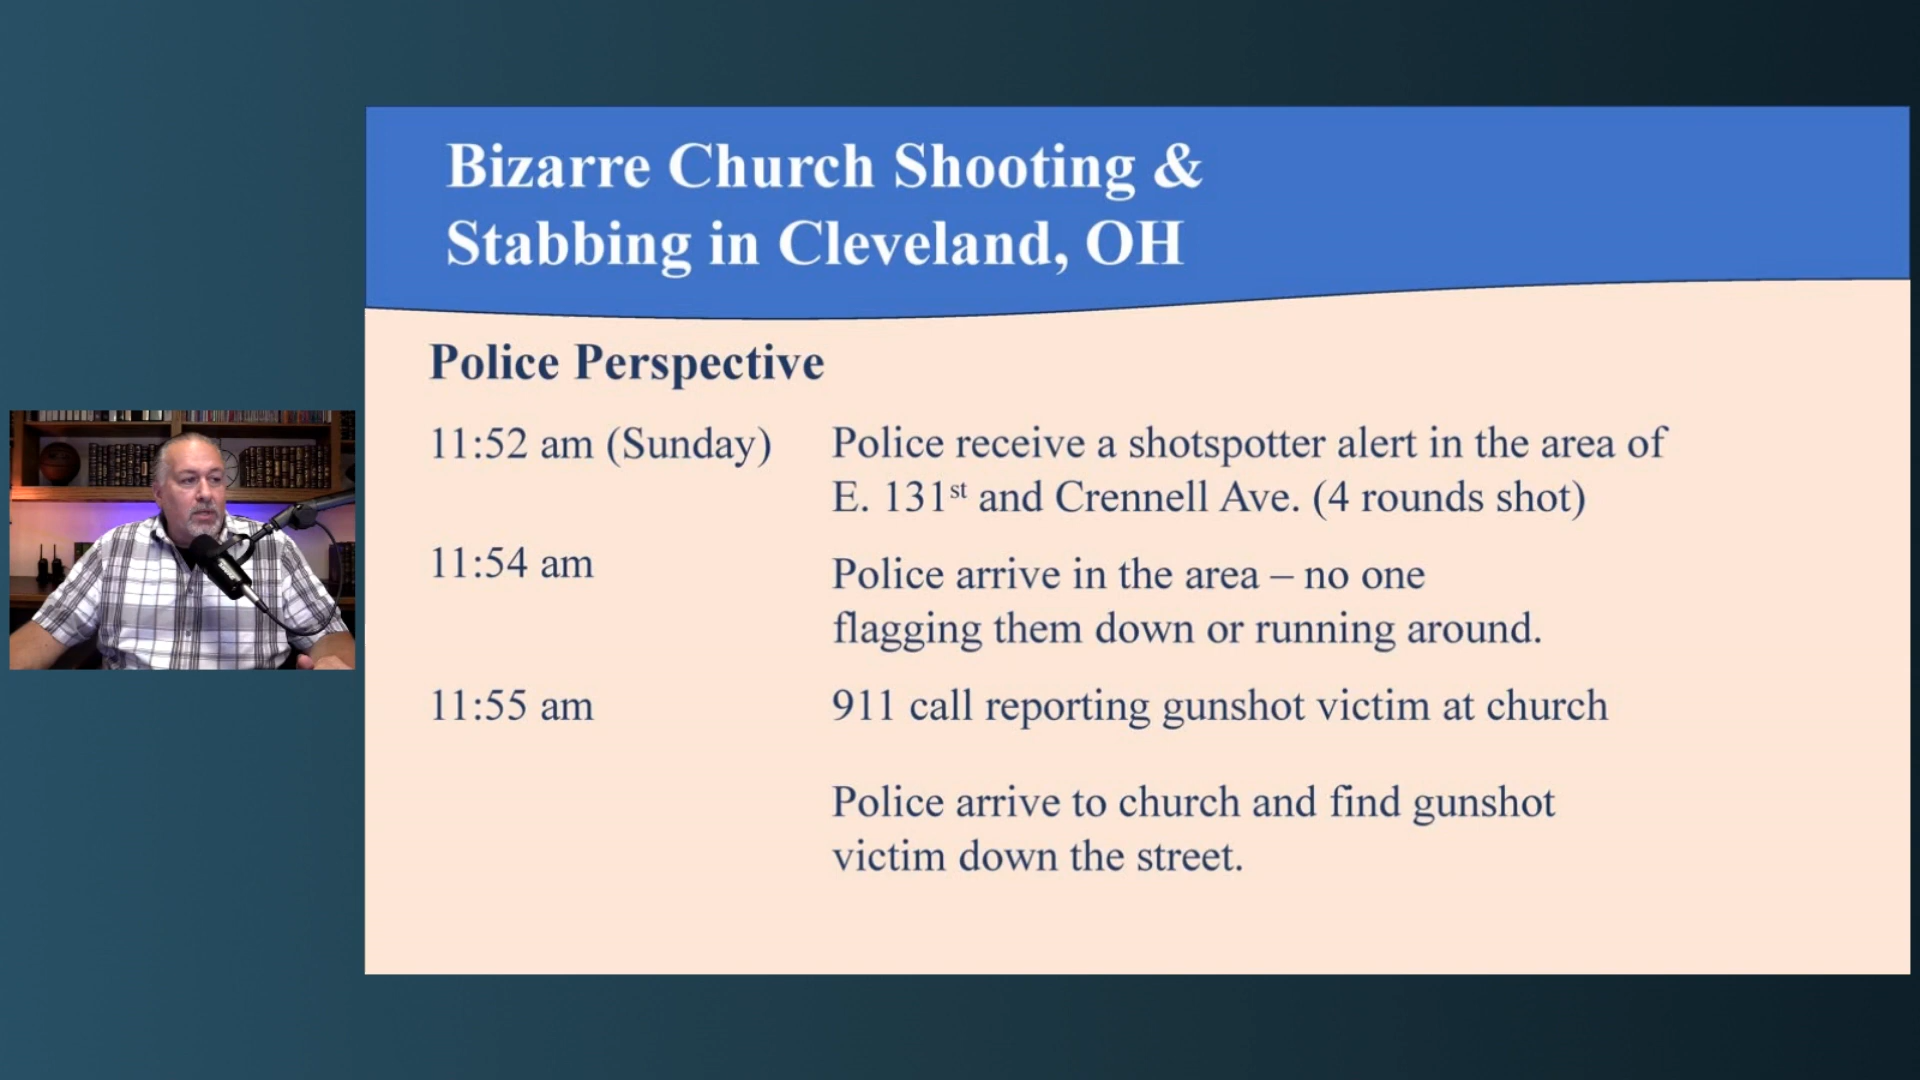 Bizarre Church Shooting &
Stabbing in Cleveland, OH
Police Perspective
11:52 am (Sunday)
Police receive a shotspotter alert in the area of
E. 131st and Crennell Ave. (4 rounds shot)
11:54 am
Police arrive in the area – no one
flagging them down or running around.
11:55 am
911 call reporting gunshot victim at church
Police arrive to church and find gunshot
victim down the street.